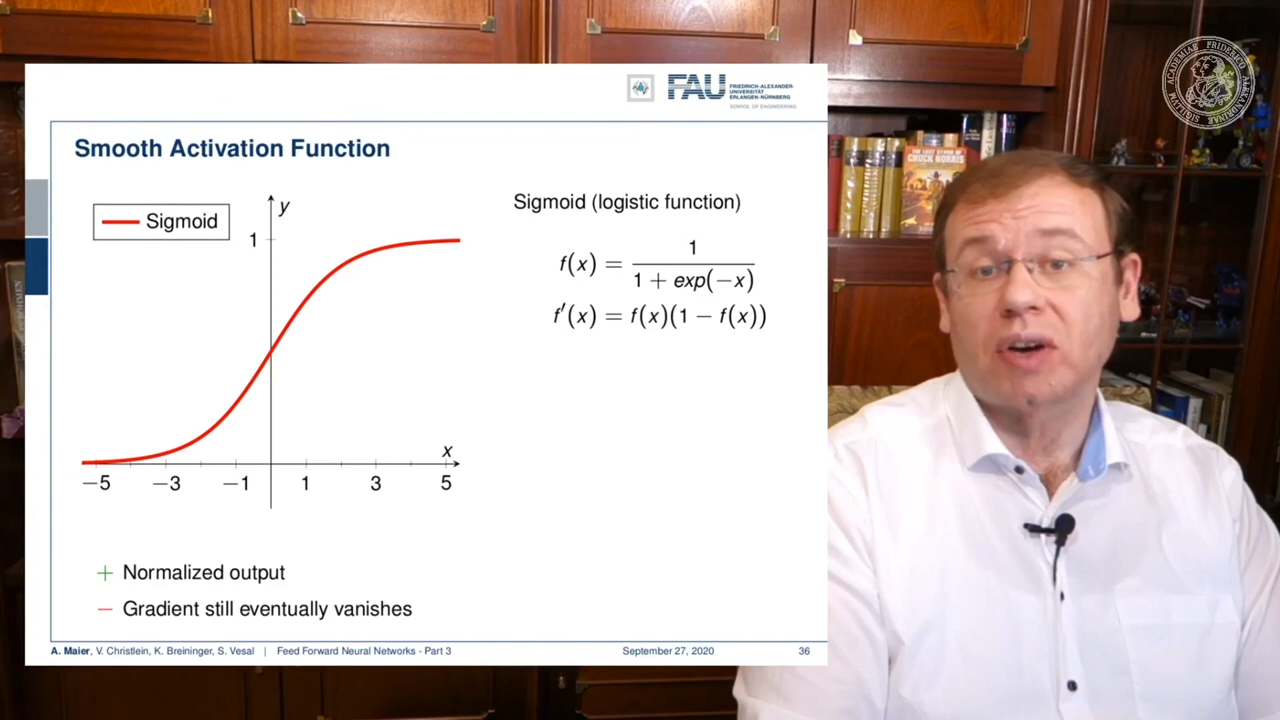 FAU
FRIEDRICH-ALEXANDER-
UNIVERSITÄT
ERLANGEN-NÜRNBERG
SCHOOL OF ENGINEERING
ACADEMIAE FRIDERICO
Smooth Activation Function
Sigmoid
y
1
x
−5 −3 −1 1 3 5
Sigmoid (logistic function)
f(x) = 1 / (1 + exp(−x))
f′(x) = f(x)(1 − f(x))
+ Normalized output
− Gradient still eventually vanishes
A. Maier, V. Christlein, K. Breininger, S. Vesal | Feed Forward Neural Networks - Part 3 September 27, 2020 36
CHUCK NORRIS